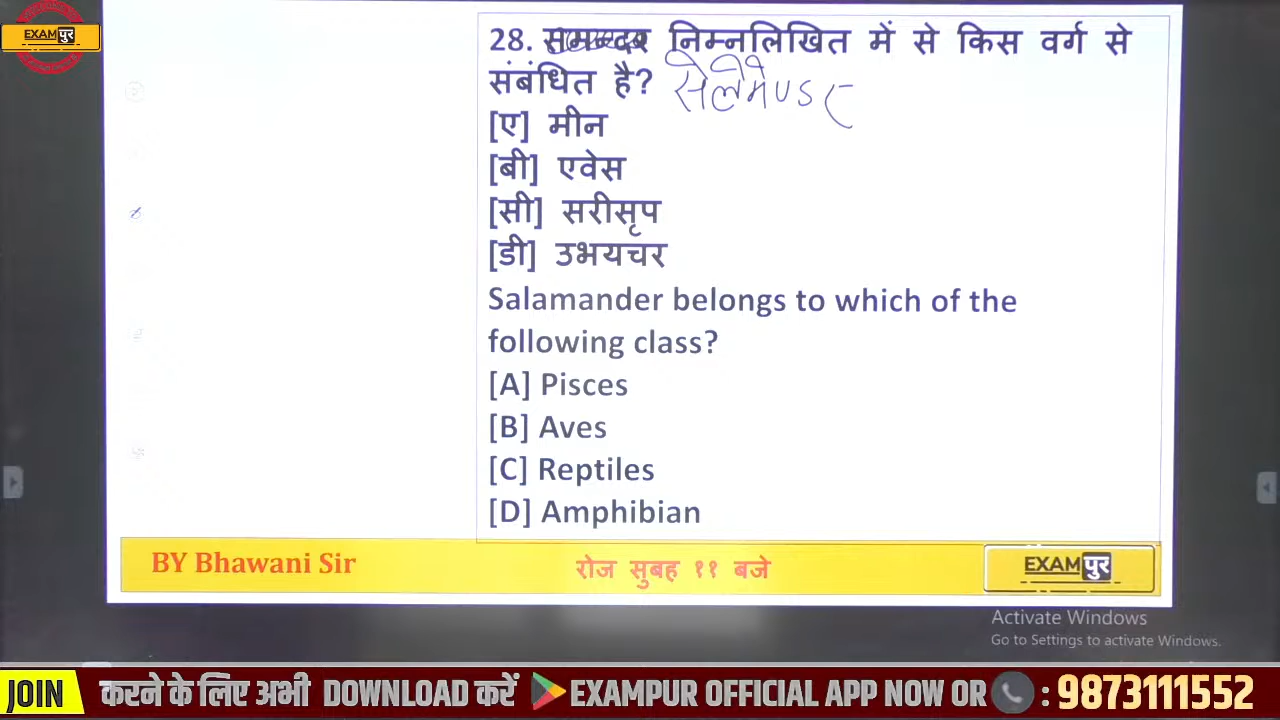 EXAMपुर
28. समन्दर निम्नलिखित में से किस वर्ग से
संबंधित है?
[ए] मीन
[बी] एवेस
[सी] सरीसृप
[डी] उभयचर
Salamander belongs to which of the
following class?
[A] Pisces
[B] Aves
[C] Reptiles
[D] Amphibian
BY Bhawani Sir
रोज सुबह ११ बजे
EXAMपुर
Activate Windows
Go to Settings to activate Windows.
JOIN करने के लिए अभी DOWNLOAD करें EXAMPUR OFFICIAL APP NOW OR : 9873111552